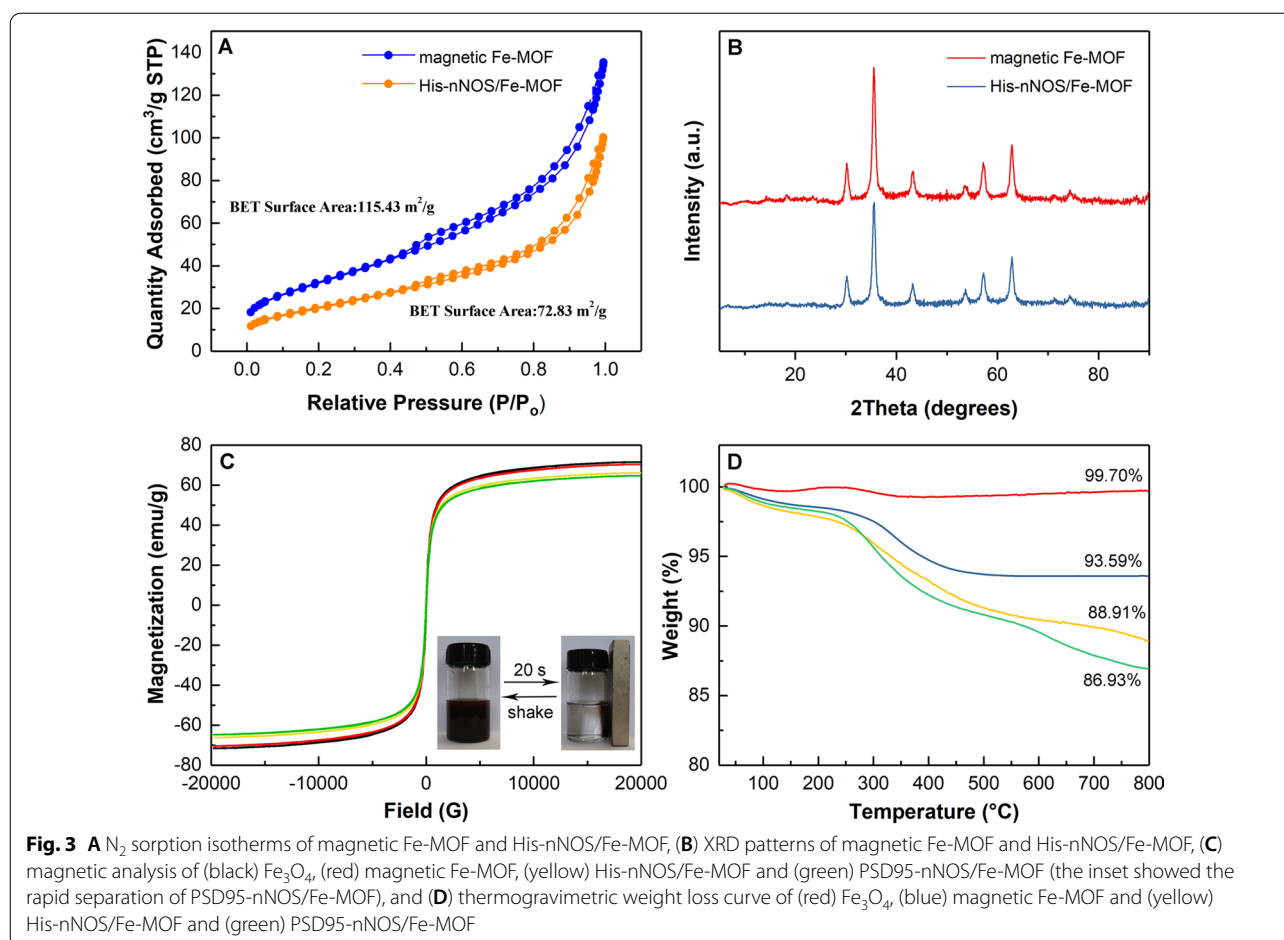 A
magnetic Fe-MOF
His-nNOS/Fe-MOF
BET Surface Area:115.43 m²/g
BET Surface Area:72.83 m²/g
140
120
100
80
60
40
20
0
0.0 0.2 0.4 0.6 0.8 1.0
Quantity Adsorbed (cm³/g STP)
Relative Pressure (P/Pₒ)
B
magnetic Fe-MOF
His-nNOS/Fe-MOF
Intensity (a.u.)
20 40 60 80
2Theta (degrees)
C
80
60
40
20
0
-20
-40
-60
-80
-20000 -10000 0 10000 20000
Magnetization (emu/g)
Field (G)
20 s
shake
D
99.70%
93.59%
88.91%
86.93%
100
95
90
85
80
100 200 300 400 500 600 700 800
Weight (%)
Temperature (°C)
Fig. 3 A N₂ sorption isotherms of magnetic Fe-MOF and His-nNOS/Fe-MOF, (B) XRD patterns of magnetic Fe-MOF and His-nNOS/Fe-MOF, (C)
magnetic analysis of (black) Fe₃O₄, (red) magnetic Fe-MOF, (yellow) His-nNOS/Fe-MOF and (green) PSD95-nNOS/Fe-MOF (the inset showed the
rapid separation of PSD95-nNOS/Fe-MOF), and (D) thermogravimetric weight loss curve of (red) Fe₃O₄, (blue) magnetic Fe-MOF and (yellow)
His-nNOS/Fe-MOF and (green) PSD95-nNOS/Fe-MOF